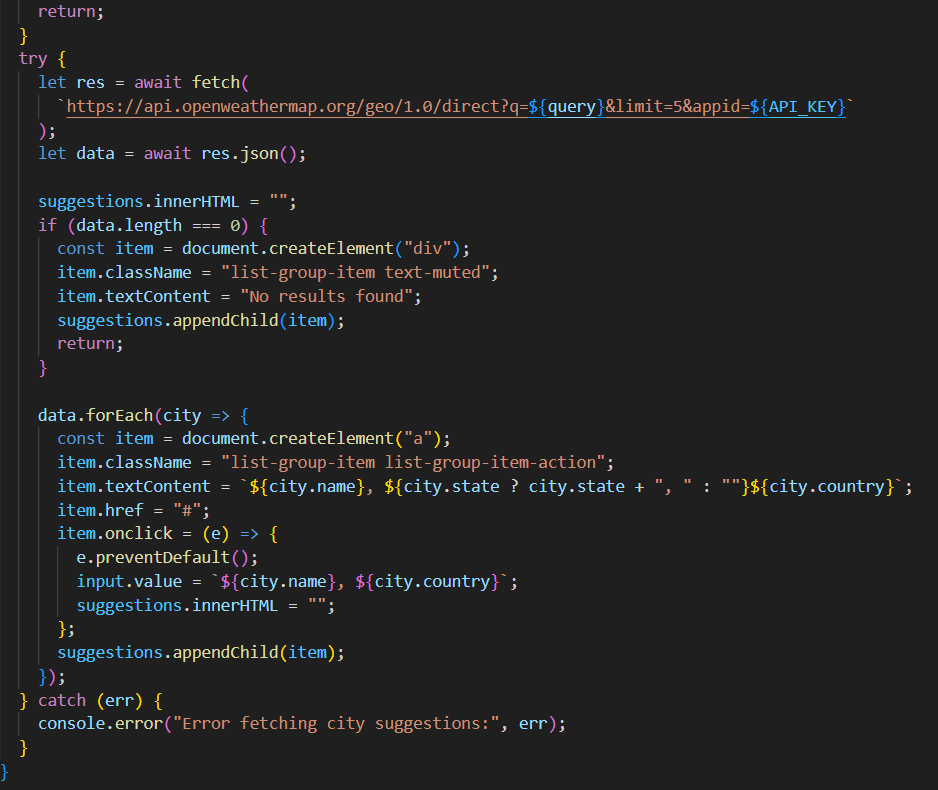 return;
}
try {
let res = await fetch(
`https://api.openweathermap.org/geo/1.0/direct?q=${query}&limit=5&appid=${API_KEY}`
);
let data = await res.json();
suggestions.innerHTML = "";
if (data.length === 0) {
const item = document.createElement("div");
item.className = "list-group-item text-muted";
item.textContent = "No results found";
suggestions.appendChild(item);
return;
}
data.forEach(city => {
const item = document.createElement("a");
item.className = "list-group-item list-group-item-action";
item.textContent = `${city.name}, ${city.state ? city.state + ", " : ""}${city.country}`;
item.href = "#";
item.onclick = (e) => {
e.preventDefault();
input.value = `${city.name}, ${city.country}`;
suggestions.innerHTML = "";
};
suggestions.appendChild(item);
});
} catch (err) {
console.error("Error fetching city suggestions:", err);
}
}